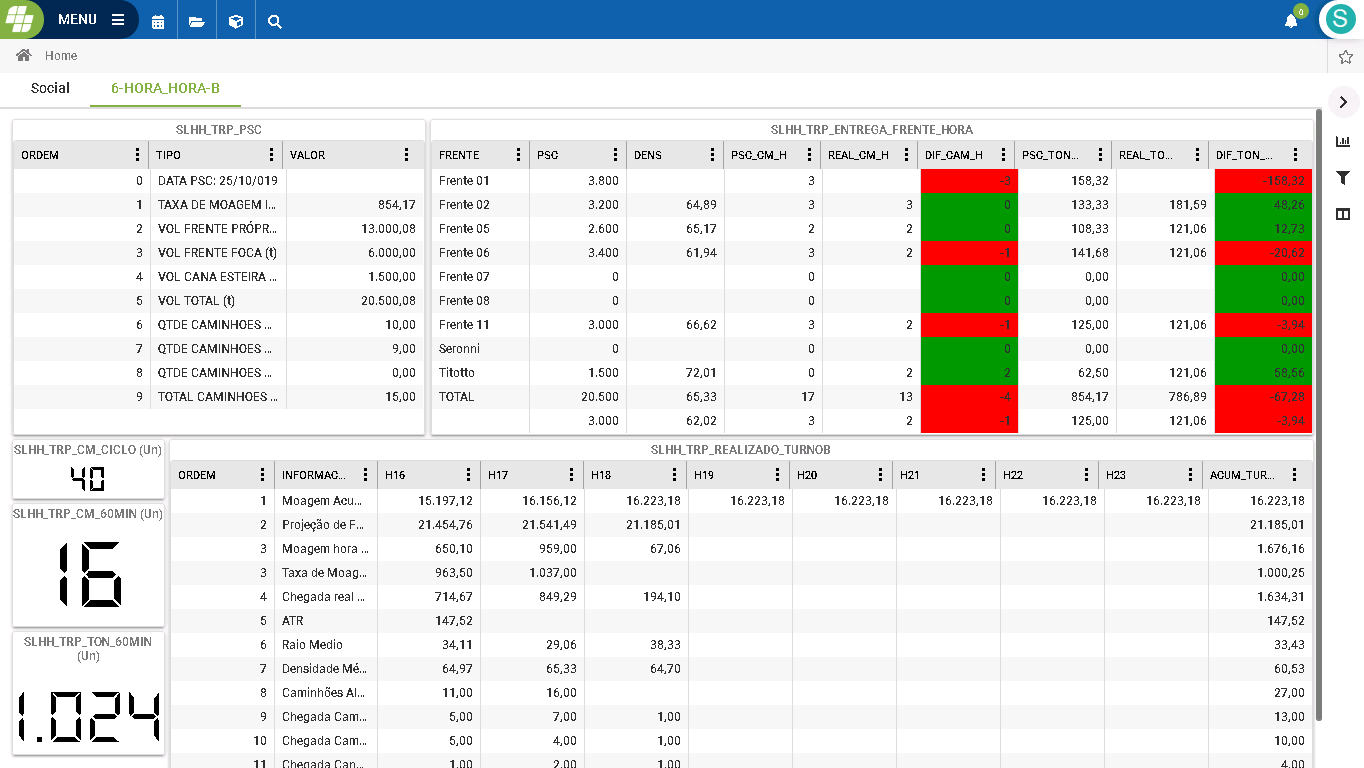 MENU
0
S
Home
Social 6-HORA_HORA-B
SLHH_TRP_PSC
ORDEM TIPO VALOR
0 DATA PSC: 25/10/019
1 TAXA DE MOAGEM I... 854,17
2 VOL FRENTE PRÓPR... 13.000,08
3 VOL FRENTE FOCA (t) 6.000,00
4 VOL CANA ESTEIRA ... 1.500,00
5 VOL TOTAL (t) 20.500,08
6 QTDE CAMINHOES ... 10,00
7 QTDE CAMINHOES ... 9,00
8 QTDE CAMINHOES ... 0,00
9 TOTAL CAMINHOES ... 15,00
SLHH_TRP_ENTREGA_FRENTE_HORA
FRENTE PSC DENS PSC_CM_H REAL_CM_H DIF_CAM_H PSC_TON... REAL_TO... DIF_TON_...
Frente 01 3.800 3 -3 158,32 -158,32
Frente 02 3.200 64,89 3 3 0 133,33 181,59 48,26
Frente 05 2.600 65,17 2 2 0 108,33 121,06 12,73
Frente 06 3.400 61,94 3 2 -1 141,68 121,06 -20,62
Frente 07 0 0 0 0,00 0,00
Frente 08 0 0 0 0,00 0,00
Frente 11 3.000 66,62 3 2 -1 125,00 121,06 -3,94
Seronni 0 0 0 0,00 0,00
Titotto 1.500 72,01 0 2 2 62,50 121,06 58,56
TOTAL 20.500 65,33 17 13 -4 854,17 786,89 -67,28
3.000 62,02 3 2 -1 125,00 121,06 -3,94
SLHH_TRP_CM_CICLO (Un)
40
SLHH_TRP_CM_60MIN (Un)
16
SLHH_TRP_TON_60MIN
(Un)
1.024
SLHH_TRP_REALIZADO_TURNOB
ORDEM INFORMAC... H16 H17 H18 H19 H20 H21 H22 H23 ACUM_TUR...
1 Moagem Acu... 15.197,12 16.156,12 16.223,18 16.223,18 16.223,18 16.223,18 16.223,18 16.223,18 16.223,18
2 Projeção de F... 21.454,76 21.541,49 21.185,01 21.185,01
3 Moagem hora ... 650,10 959,00 67,06 1.676,16
3 Taxa de Moag... 963,50 1.037,00 1.000,25
4 Chegada real ... 714,67 849,29 194,10 1.634,31
5 ATR 147,52 147,52
6 Raio Medio 34,11 29,06 38,33 33,43
7 Densidade Mé... 64,97 65,33 64,70 60,53
8 Caminhões Al... 11,00 16,00 27,00
9 Chegada Cam... 5,00 7,00 1,00 13,00
10 Chegada Cam... 5,00 4,00 1,00 10,00
11 Chegada Can... 1,00 2,00 1,00 4,00